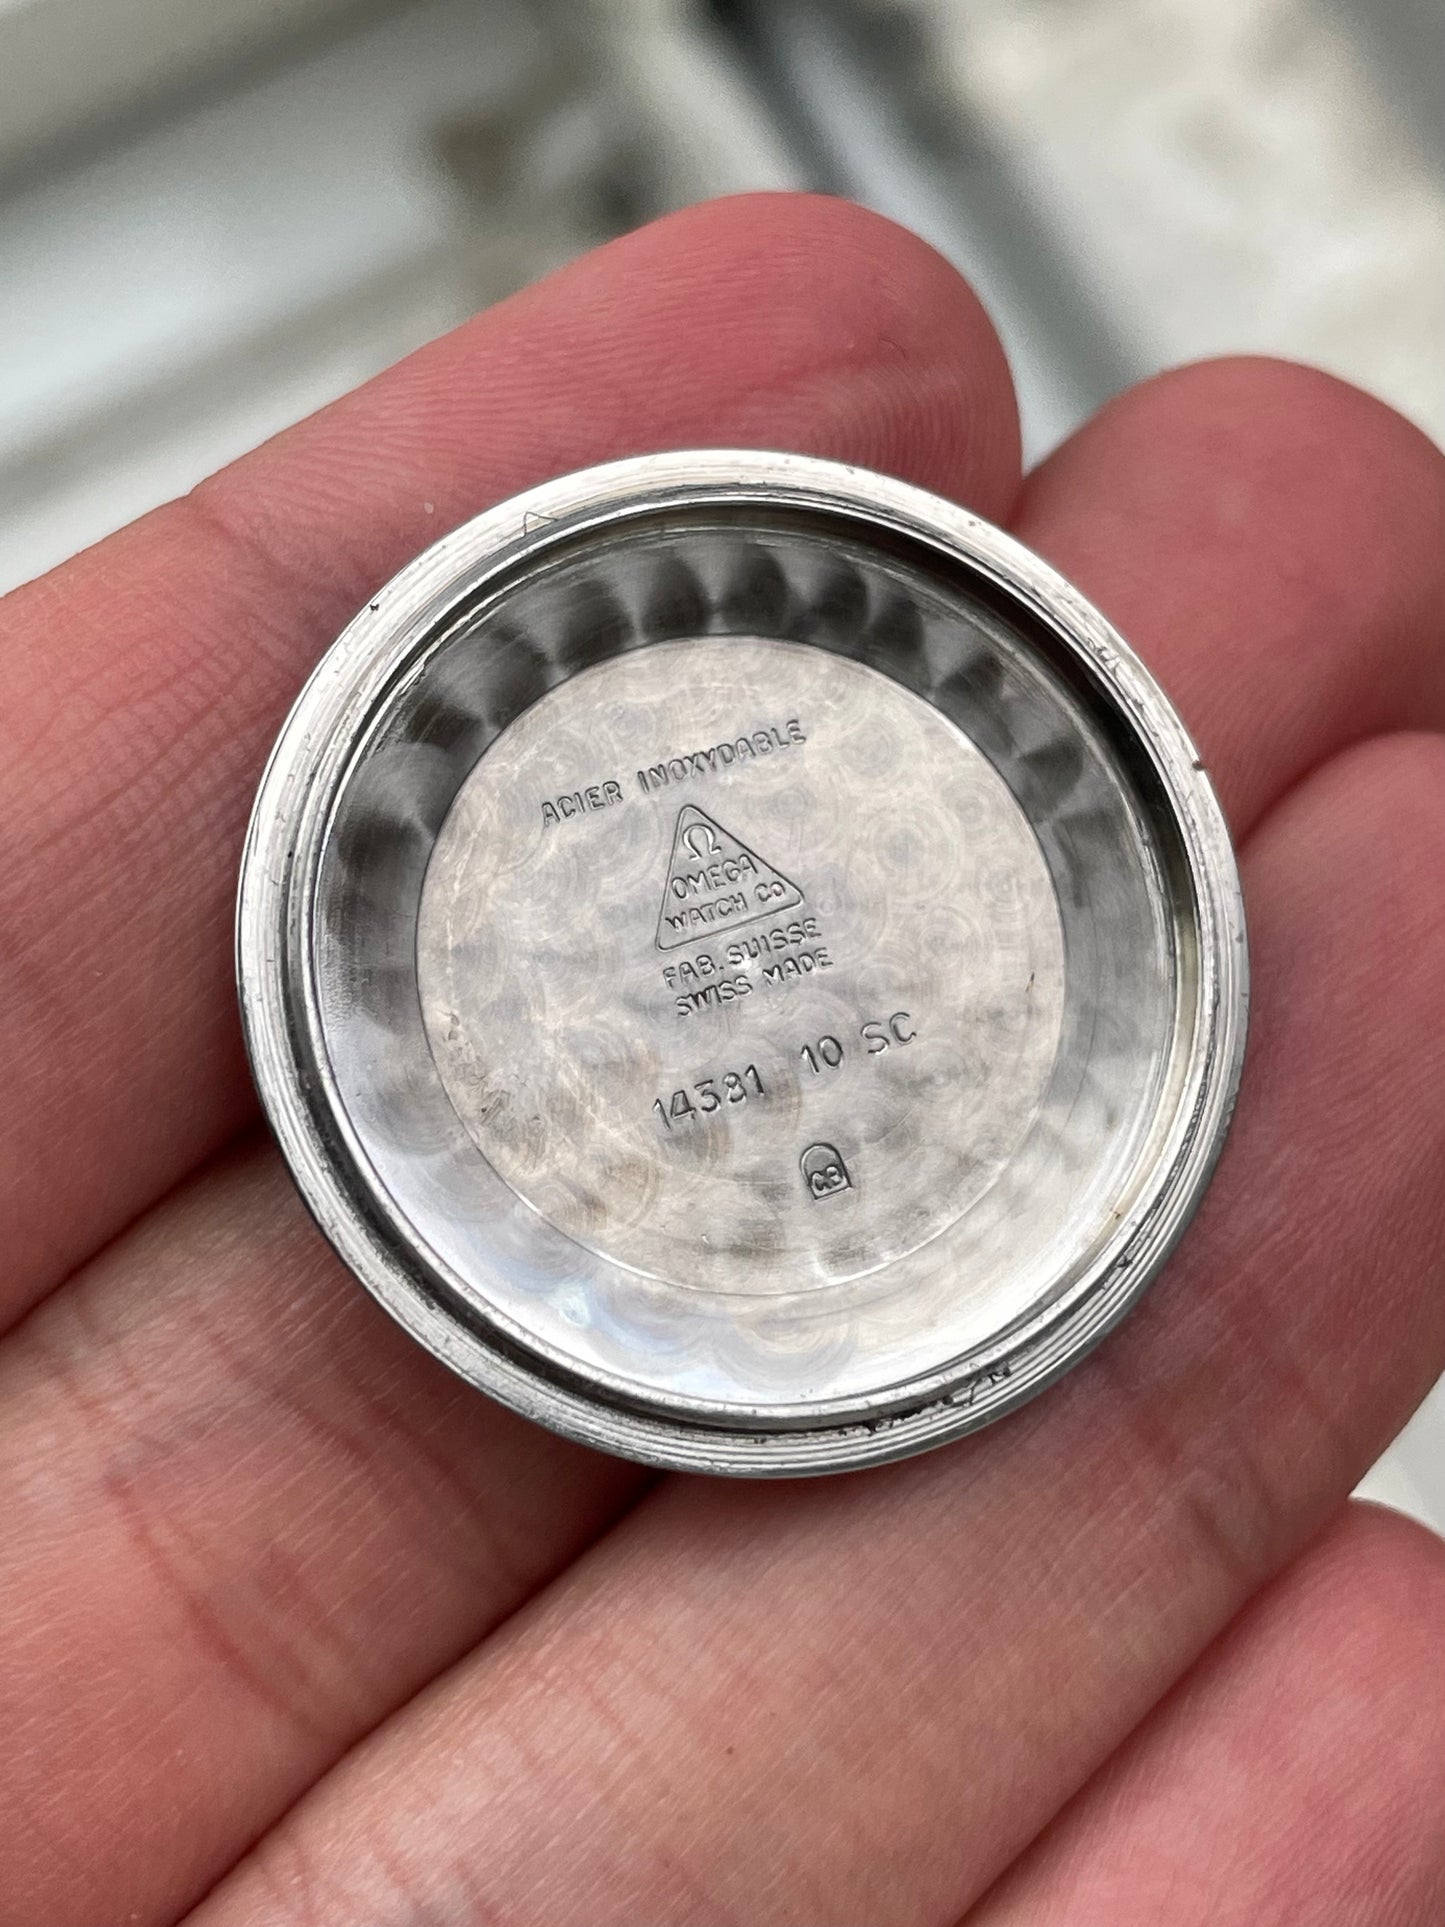 ACIER INOXYDABLE
Ω
OMEGA
WATCH Co
FAB. SUISSE
SWISS MADE
14381 10 SC
C.B